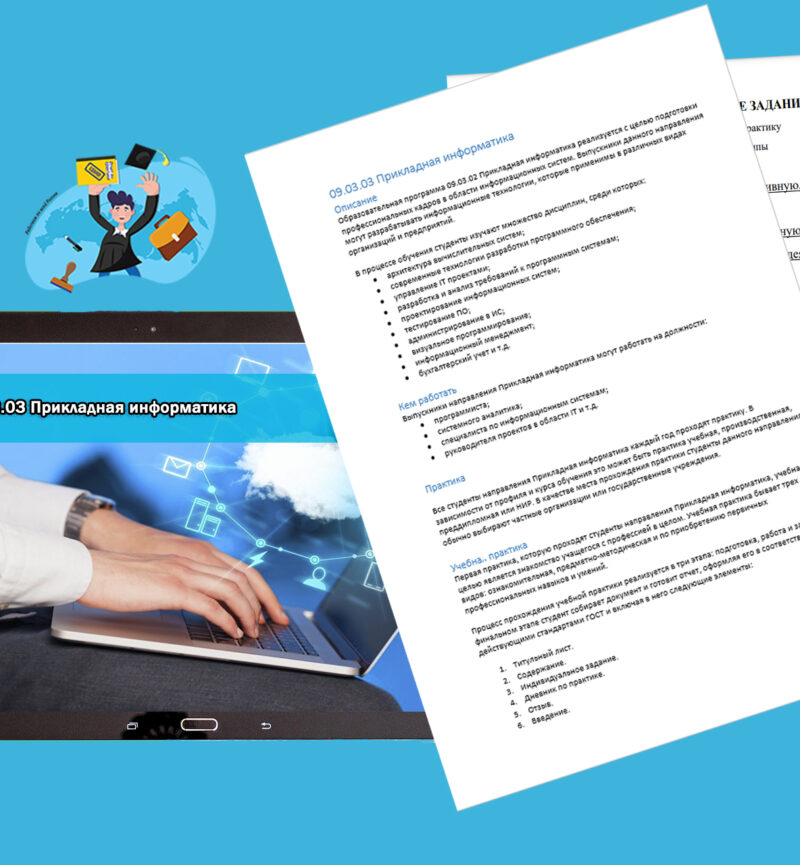 09.03.03 Прикладная информатика
Описание
Образовательная программа 09.03.02 Прикладная информатика реализуется с целью подготовки
профессиональных кадров в области информационных систем. Выпускники данного направления
могут разрабатывать информационные технологии, которые применимы в различных видах
организаций и предприятий.
В процессе обучения студенты изучают множество дисциплин, среди которых:
архитектура вычислительных систем;
современные технологии разработки программного обеспечения;
управление IT проектами;
разработка и анализ требований к программным системам;
проектирование информационных систем;
тестирование ПО;
администрирование в ИС;
визуальное программирование;
информационный менеджмент;
бухгалтерский учет и т.д.
Кем работать
Выпускники направления Прикладная информатика могут работать на должности:
программиста;
системного аналитика;
специалиста по информационным системам;
руководителя проектов в области IT и т.д.
Практика
Все студенты направления Прикладная информатика каждый год проходят практику. В
зависимости от профиля и курса обучения это может быть практика учебная, производственная,
преддипломная или НИР. В качестве места прохождения практики студенты данного направления
обычно выбирают частные организации или государственные учреждения.
Учебна.. практика
Первая практика, которую проходят студенты направления Прикладная информатика, учебна
целью является знакомство учащегося с профессией в целом. Учебная практика бывает трех
видов: ознакомительная, предметно-методическая и по приобретению первичных
профессиональных навыков и умений.
Процесс прохождения учебной практики реализуется в три этапа: подготовка, работа и за
финальном этапе студент собирает документ и готовит отчет, оформляя его в соответств
действующими стандартами ГОСТ и включая в него следующие элементы:
1. Титульный лист.
2. Содержание.
3. Индивидуальное задание.
4. Дневник по практике.
5. Отзыв.
6. Введение.
Е ЗАДАНИ
рактику
ппы
ивную
ную
.03 Прикладная информатика